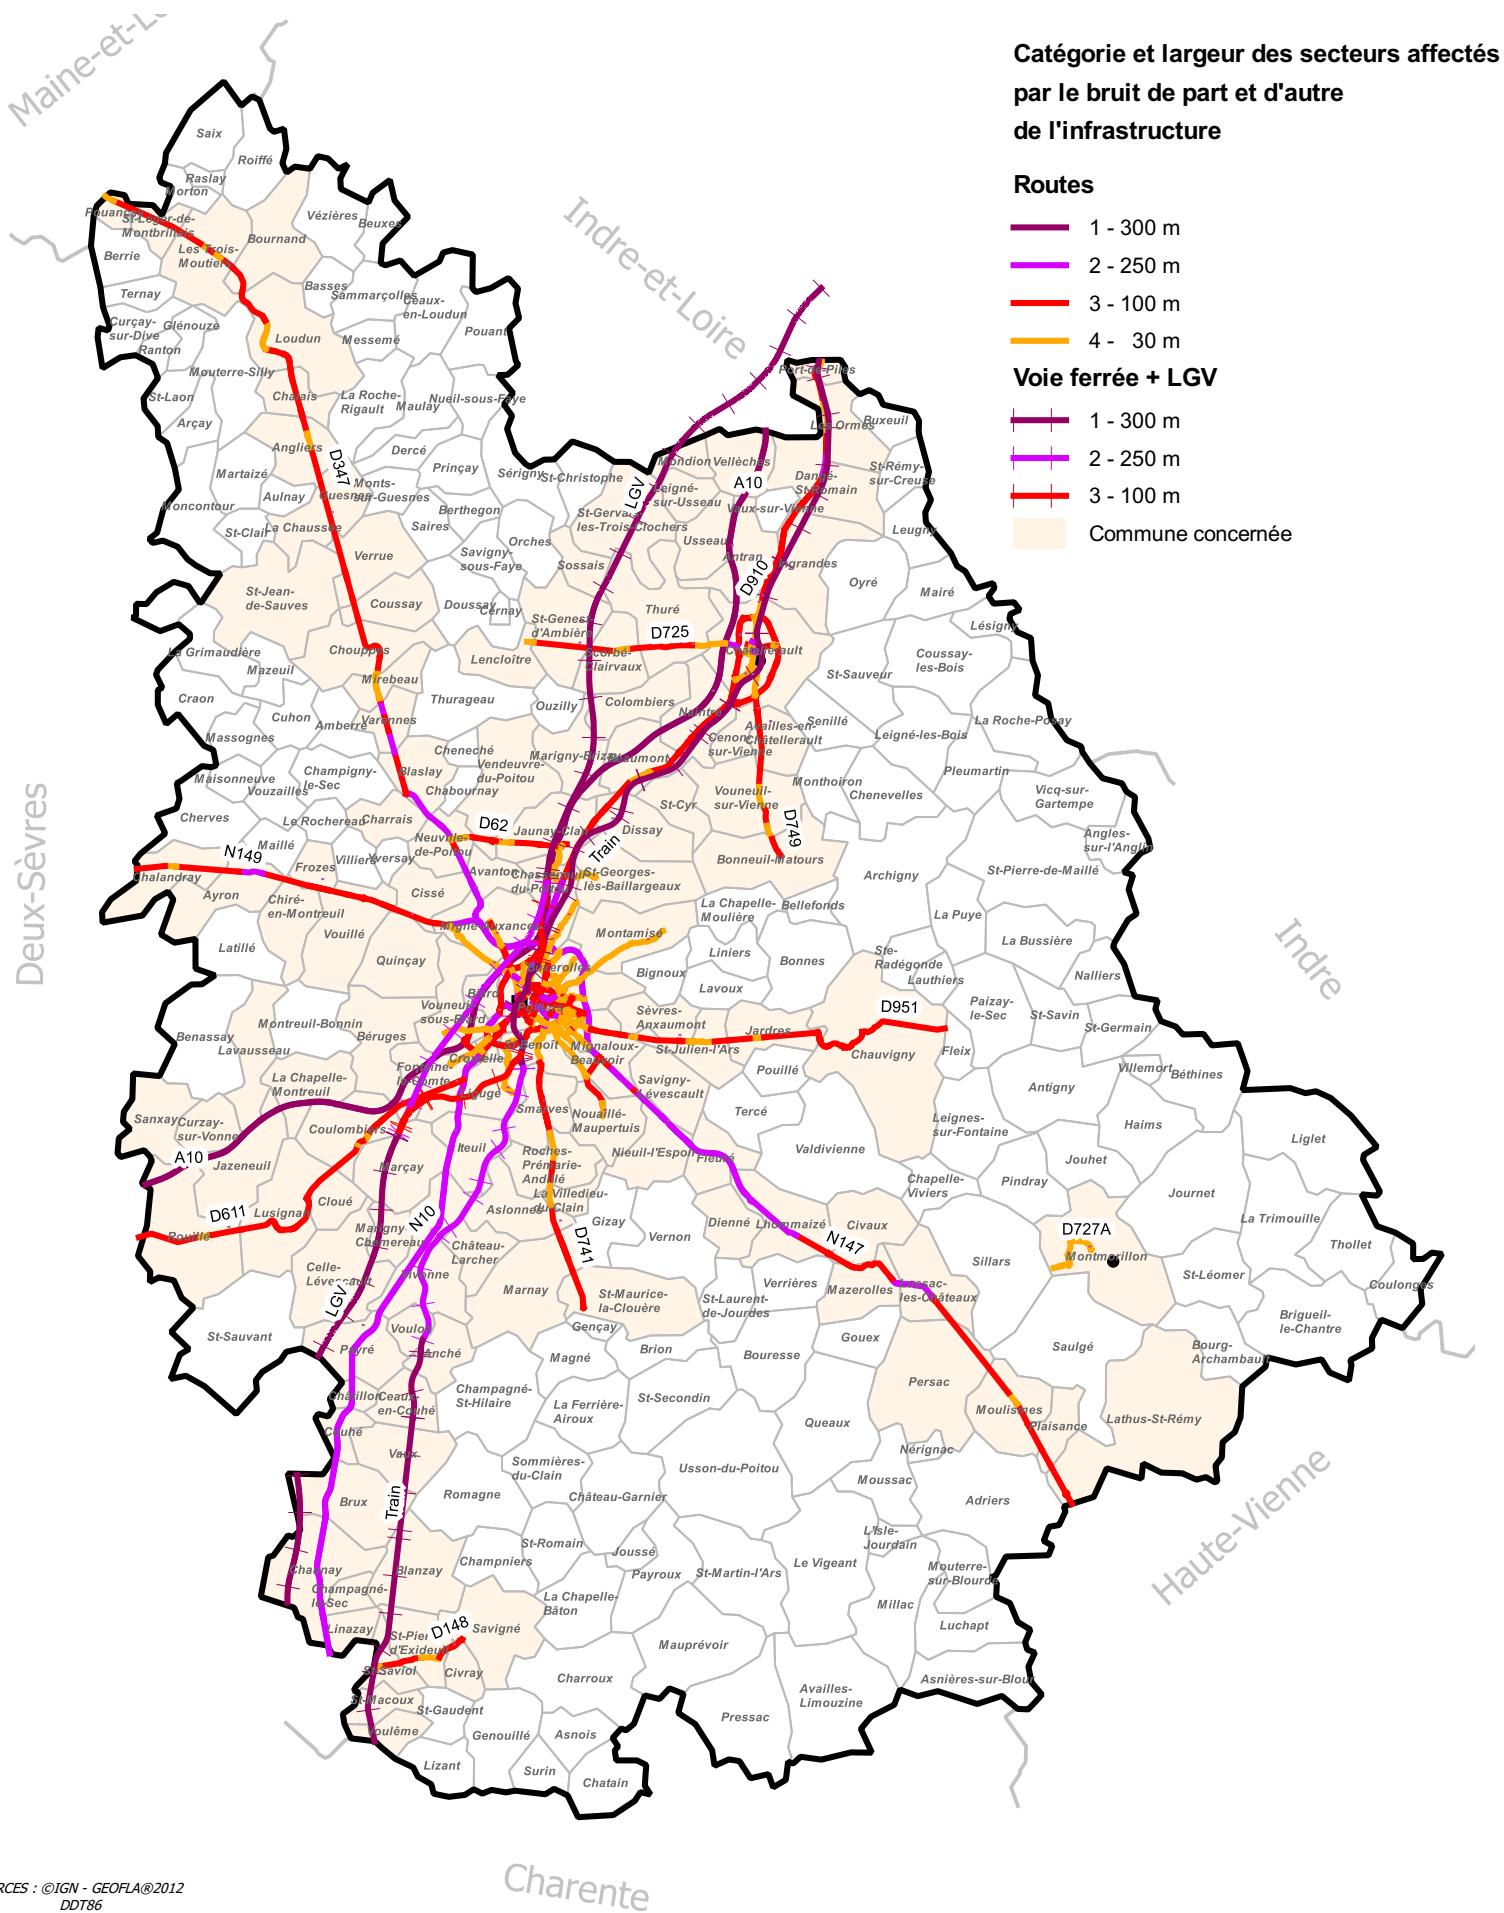 Catégorie et largeur des secteurs affectés
par le bruit de part et d'autre
de l'infrastructure
Routes
1 - 300 m
2 - 250 m
3 - 100 m
4 - 30 m
Voie ferrée + LGV
1 - 300 m
2 - 250 m
3 - 100 m
Commune concernée
Indre-et-Loire
Deux-Sèvres
Indre
Haute-Vienne
Charente
Saix
Roiffé
Raslay
Morton
Vézières
Beuxes
St-Léger-de-
Montbrillais
Bournand
Les Trois-
Moutiers
Berrie
Basses
Sammarçolles
Ceaux-
en-Loudun
Ternay
Curçay-
sur-Dive
Glénouze
Ranton
Loudun
Messemé
Pouant
Mouterre-Silly
St-Laon
Chalais
La Roche-
Rigault
Maulay
Nueil-sous-Faye
Arçay
Angliers
Dercé
D347
Martaizé
Prinçay
Sérigny
St-Christophe
Aulnay
Guesnes
Monts-
sur-Guesnes
Moncontour
Berthegon
St-Clair
La Chaussée
Saires
Orches
Verrue
Savigny-
sous-Faye
Sossais
St-Jean-
de-Sauves
Coussay
Doussay
Cernay
St-Genest-
d'Ambière
Thuré
D725
La Grimaudière
Mazeuil
Chouppes
Mirebeau
Lencloître
Scorbé-
Clairvaux
Châtellerault
Port-de-Piles
Les Ormes
Buxeuil
Mondion
Vellèches
LGV
A10
Leigné-
sur-Usseau
Dangé-
St-Romain
St-Rémy-
sur-Creuse
Vaux-sur-Vienne
St-Gervais-
les-Trois-Clochers
Usseau
Leugny
Antran
Ingrandes
D910
Oyré
Mairé
Lésigny
Coussay-
les-Bois
St-Sauveur
Craon
Cuhon
Amberre
Varennes
Thurageau
Ouzilly
Colombiers
Naintré
Massognes
Cheneché
Vendeuvre-
du-Poitou
Marigny-Brizay
Beaumont
Cenon-
sur-Vienne
Availles-en-
Châtellerault
Senillé
Leigné-les-Bois
La Roche-Posay
Pleumartin
Maisonneuve
Vouzailles
Champigny-
le-Sec
Blaslay
Chabournay
St-Cyr
Vouneuil-
sur-Vienne
Monthoiron
Chenevelles
Vicq-sur-
Gartempe
Cherves
Le Rochereau
Charrais
Neuville-
de-Poitou
D62
Jaunay-Clan
Dissay
Train
D749
Bonneuil-Matours
Angles-
sur-l'Anglin
N149
Maillé
Frozes
Villiers
Yversay
Avanton
Chasseneuil-
du-Poitou
St-Georges-
lès-Baillargeaux
Archigny
St-Pierre-de-Maillé
Chalandray
Ayron
Chiré-
en-Montreuil
Cissé
La Chapelle-
Moulière
Bellefonds
La Puye
Latillé
Vouillé
Migné-Auxances
Montamisé
La Bussière
Quinçay
Buxerolles
Bignoux
Liniers
Bonnes
Ste-
Radégonde
Lauthiers
Nalliers
Lavoux
Biard
Vouneuil-
sous-Biard
Poitiers
Sèvres-
Anxaumont
D951
Paizay-
le-Sec
St-Savin
St-Germain
Benassay
Montreuil-Bonnin
Lavausseau
Béruges
Jardres
St-Julien-l'Ars
Chauvigny
Fleix
Croutelle
St-Benoît
Mignaloux-
Beauvoir
Fontaine-
le-Comte
La Chapelle-
Montreuil
Savigny-
Lévescault
Pouillé
Villemort
Béthines
Antigny
Sanxay
Curzay-
sur-Vonne
Coulombiers
Ligugé
Smarves
Nouaillé-
Maupertuis
Tercé
Leignes-
sur-Fontaine
Haims
Liglet
A10
Jazeneuil
Marçay
Iteuil
Roches-
Prémarie-
Andillé
Nieuil-l'Espoir
Fleuré
Valdivienne
Jouhet
Chapelle-
Viviers
Pindray
Journet
D611
Lusignan
Cloué
La Villedieu-
du-Clain
Aslonnes
Gizay
Dienné
Lhommaizé
Civaux
La Trimouille
Rouillé
Marigny-
Chemereau
N10
Château-
Larcher
D741
Vernon
N147
D727A
Montmorillon
Thollet
Celle-
Lévescault
Vivonne
Sillars
St-Léomer
Coulonges
LGV
Marnay
St-Maurice-
la-Clouère
St-Laurent-
de-Jourdes
Verrières
Mazerolles
Lussac-
les-Châteaux
Brigueil-
le-Chantre
St-Sauvant
Voulon
Gençay
Gouex
Saulgé
Bourg-
Archambault
Payré
Anché
Magné
Brion
Bouresse
Persac
Châtillon
Ceaux-
en-Couhé
Champagné-
St-Hilaire
La Ferrière-
Airoux
St-Secondin
Queaux
Moulismes
Plaisance
Lathus-St-Rémy
Couhé
Vaux
Nérignac
Sommières-
du-Clain
Usson-du-Poitou
Moussac
Brux
Train
Romagne
Château-Garnier
Adriers
L'Isle-
Jourdain
St-Romain
Joussé
Chaunay
Blanzay
Champniers
Payroux
St-Martin-l'Ars
Le Vigeant
Mouterre-
sur-Blourde
Champagné-
le-Sec
La Chapelle-
Bâton
Millac
Luchapt
Linazay
D148
Savigné
Mauprévoir
St-Saviol
Civray
Charroux
Asnières-sur-Blour
St-Macoux
St-Gaudent
Availles-
Limouzine
Pressac
Voulême
Genouillé
Asnois
Lizant
Surin
Chatain
RCES : ©IGN - GEOFLA®2012
DDT86